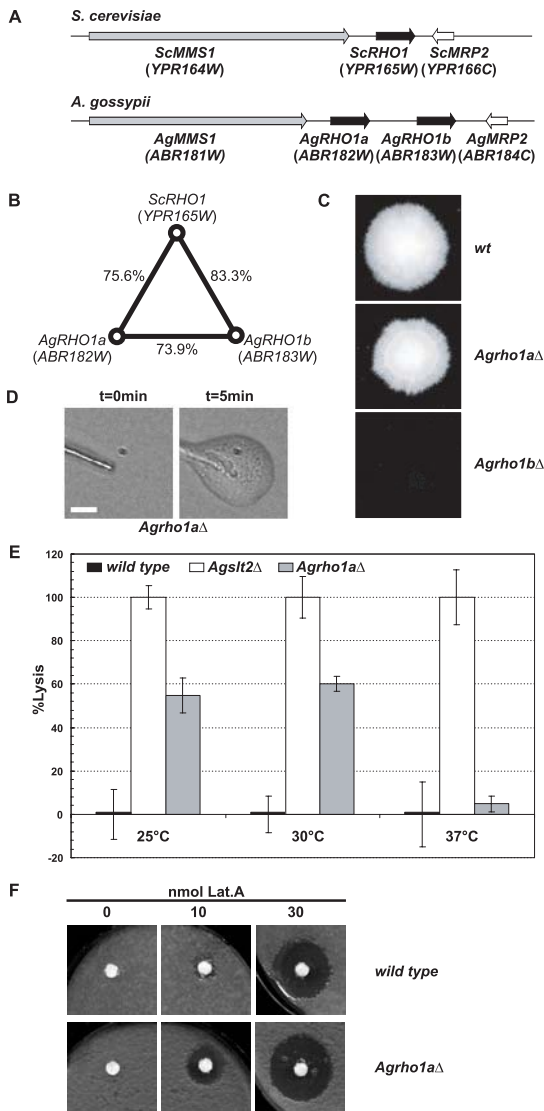 A
S. cerevisiae
ScMMS1 ScRHO1 ScMRP2
(YPR164W) (YPR165W) (YPR166C)
A. gossypii
AgMMS1 AgRHO1a AgRHO1b AgMRP2
(ABR181W) (ABR182W) (ABR183W) (ABR184C)
B
ScRHO1
(YPR165W)
75.6% 83.3%
AgRHO1a AgRHO1b
(ABR182W) 73.9% (ABR183W)
C
wt
Agrho1aΔ
Agrho1bΔ
D
t=0min t=5min
Agrho1aΔ
E
wild type Agslt2Δ Agrho1aΔ
%Lysis
120
100
80
60
40
20
0
-20
25°C 30°C 37°C
F
nmol Lat.A
0 10 30
wild type
Agrho1aΔ